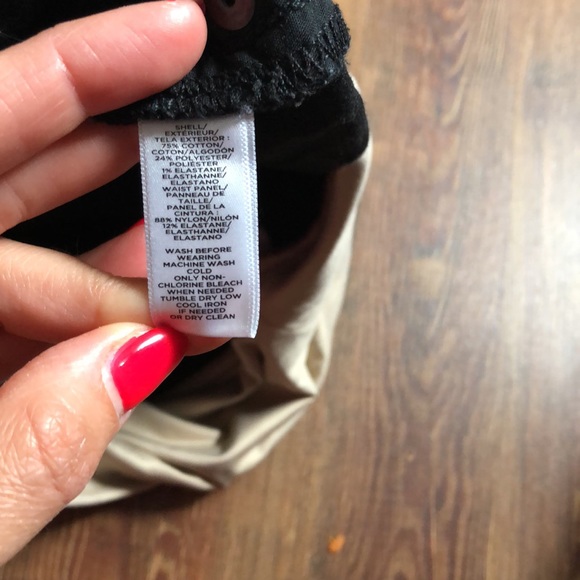 SHELL/
EXTERIEUR/
TELA EXTERIOR :
75% COTTON/
COTON/ALGODÓN
24% POLYESTER/
POLIÉSTER
1% ELASTANE/
ELASTHANNE/
ELASTANO
WAIST PANEL/
PANNEAU DE
TAILLE/
PANEL DE LA
CINTURA :
88% NYLON/NILÓN
12% ELASTANE/
ELASTHANNE/
ELASTANO
WASH BEFORE
WEARING
MACHINE WASH
COLD
ONLY NON-
CHLORINE BLEACH
WHEN NEEDED
TUMBLE DRY LOW
COOL IRON
IF NEEDED
OR DRY CLEAN